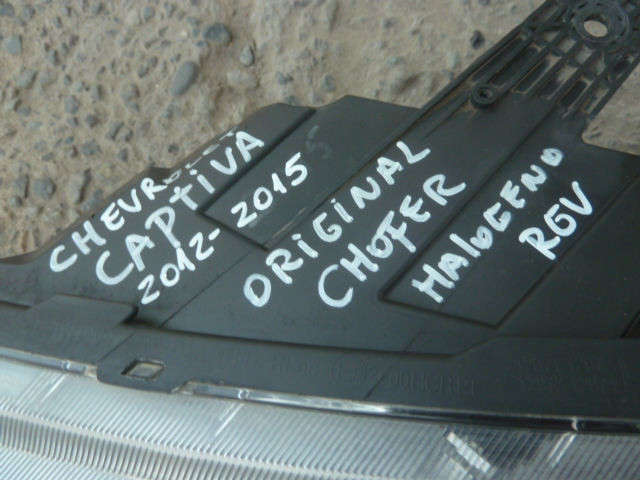 CHEVROLET
CAPTIVA
2012-2015
ORIGINAL
CHOFER
HALOGENO
RGV